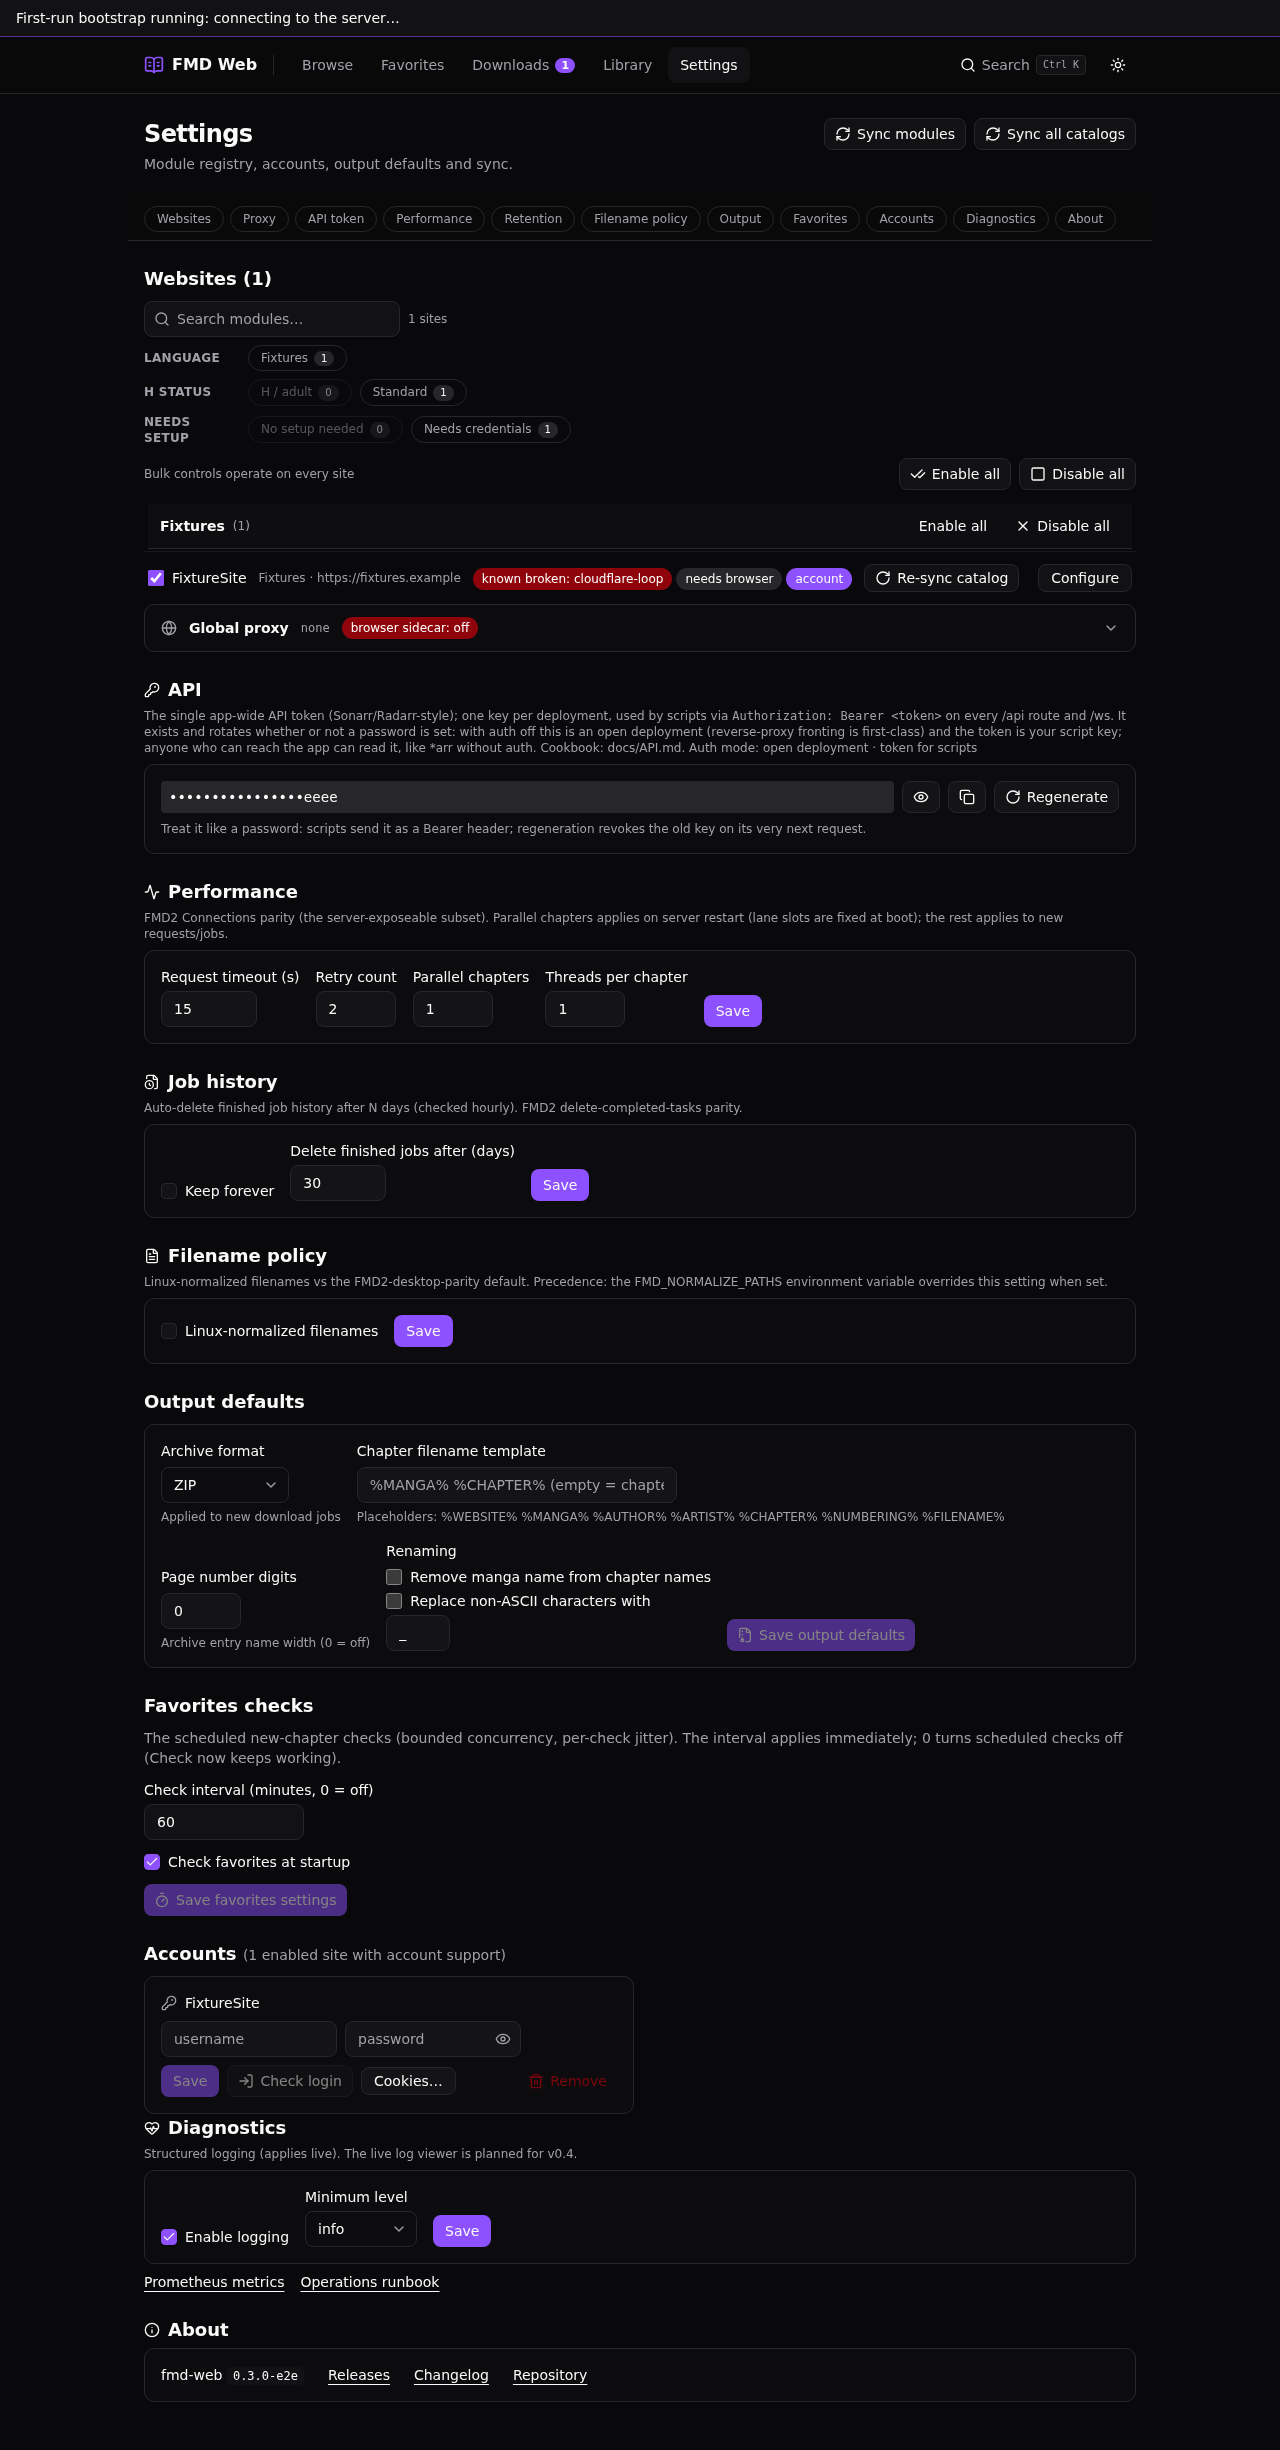 First-run bootstrap running: connecting to the server…
FMD Web Browse Favorites Downloads 1 Library Settings Search Ctrl K
Settings Sync modules Sync all catalogs
Module registry, accounts, output defaults and sync.
Websites Proxy API token Performance Retention Filename policy Output Favorites Accounts Diagnostics About
Websites (1)
Search modules… 1 sites
LANGUAGE Fixtures 1
H STATUS H / adult 0 Standard 1
NEEDS SETUP No setup needed 0 Needs credentials 1
Bulk controls operate on every site Enable all Disable all
Fixtures (1) Enable all Disable all
FixtureSite Fixtures · https://fixtures.example known broken: cloudflare-loop needs browser account Re-sync catalog Configure
Global proxy none browser sidecar: off
API
The single app-wide API token (Sonarr/Radarr-style); one key per deployment, used by scripts via Authorization: Bearer <token> on every /api route and /ws. It
exists and rotates whether or not a password is set: with auth off this is an open deployment (reverse-proxy fronting is first-class) and the token is your script key;
anyone who can reach the app can read it, like *arr without auth. Cookbook: docs/API.md. Auth mode: open deployment · token for scripts
••••••••••••••••eeee Regenerate
Treat it like a password: scripts send it as a Bearer header; regeneration revokes the old key on its very next request.
Performance
FMD2 Connections parity (the server-exposeable subset). Parallel chapters applies on server restart (lane slots are fixed at boot); the rest applies to new
requests/jobs.
Request timeout (s) Retry count Parallel chapters Threads per chapter
15 2 1 1 Save
Job history
Auto-delete finished job history after N days (checked hourly). FMD2 delete-completed-tasks parity.
Delete finished jobs after (days)
Keep forever 30 Save
Filename policy
Linux-normalized filenames vs the FMD2-desktop-parity default. Precedence: the FMD_NORMALIZE_PATHS environment variable overrides this setting when set.
Linux-normalized filenames Save
Output defaults
Archive format Chapter filename template
ZIP %MANGA% %CHAPTER% (empty = chapte
Applied to new download jobs Placeholders: %WEBSITE% %MANGA% %AUTHOR% %ARTIST% %CHAPTER% %NUMBERING% %FILENAME%
Renaming
Page number digits Remove manga name from chapter names
0 Replace non-ASCII characters with
Archive entry name width (0 = off) _ Save output defaults
Favorites checks
The scheduled new-chapter checks (bounded concurrency, per-check jitter). The interval applies immediately; 0 turns scheduled checks off
(Check now keeps working).
Check interval (minutes, 0 = off)
60
Check favorites at startup
Save favorites settings
Accounts (1 enabled site with account support)
FixtureSite
username password
Save Check login Cookies… Remove
Diagnostics
Structured logging (applies live). The live log viewer is planned for v0.4.
Minimum level
Enable logging info Save
Prometheus metrics Operations runbook
About
fmd-web 0.3.0-e2e Releases Changelog Repository